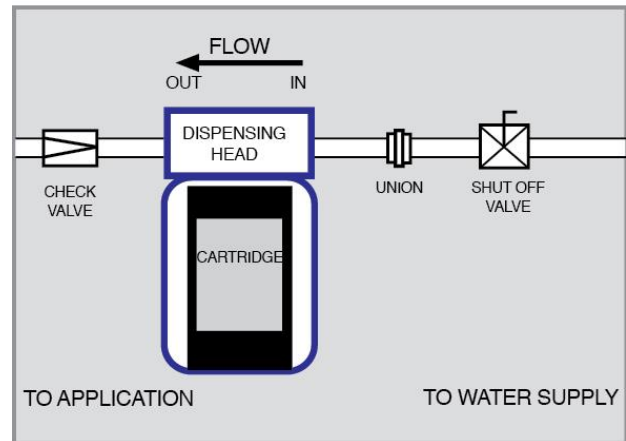 FLOW
OUT IN
DISPENSING
HEAD
CHECK
VALVE
UNION
SHUT OFF
VALVE
CARTRIDGE
TO APPLICATION
TO WATER SUPPLY